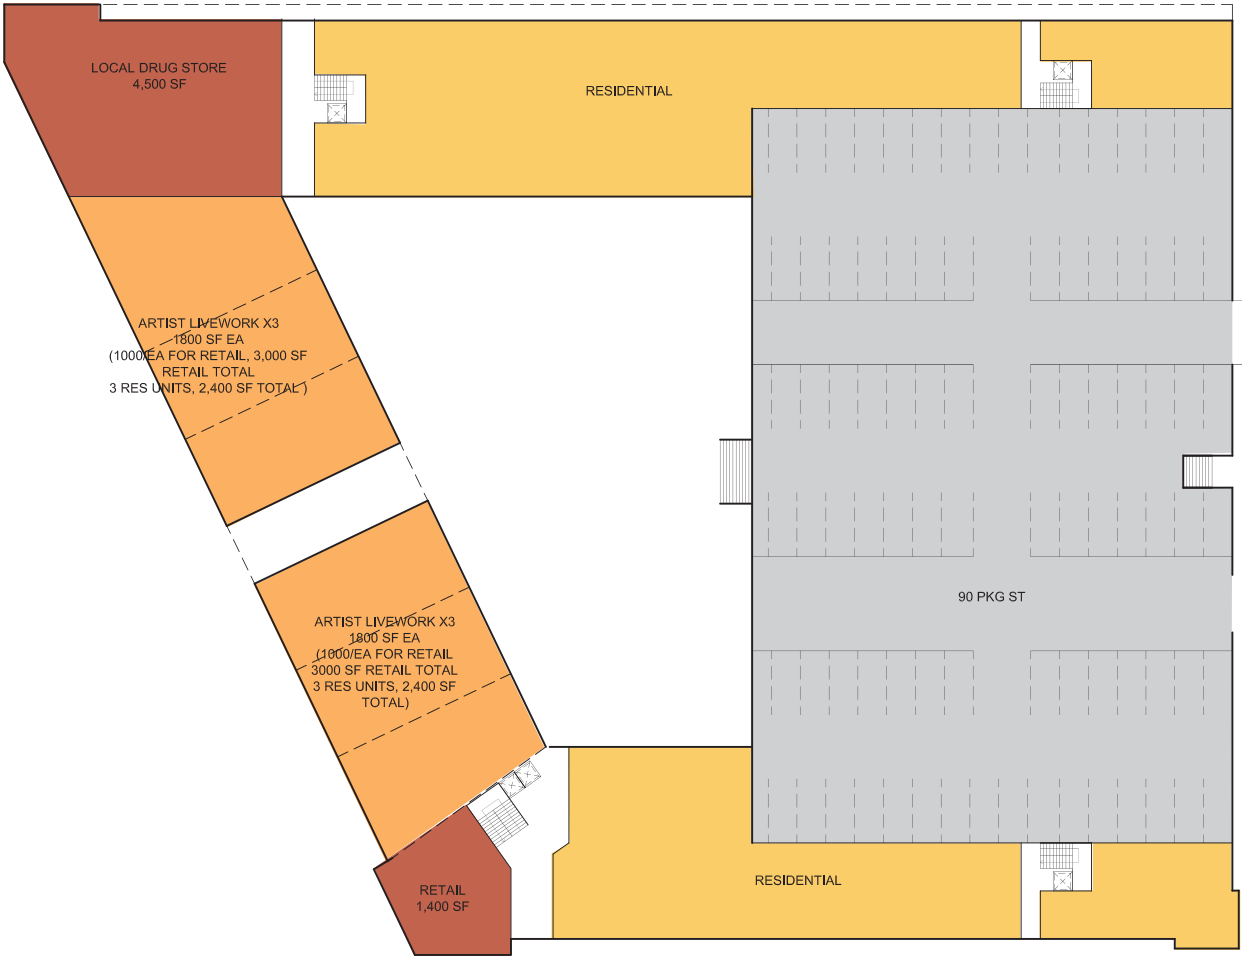 LOCAL DRUG STORE
4,500 SF
RESIDENTIAL
ARTIST LIVEWORK X3
1800 SF EA
(1000/EA FOR RETAIL, 3,000 SF
RETAIL TOTAL
3 RES UNITS, 2,400 SF TOTAL )
90 PKG ST
ARTIST LIVEWORK X3
1800 SF EA
(1000/EA FOR RETAIL
3000 SF RETAIL TOTAL
3 RES UNITS, 2,400 SF
TOTAL)
RESIDENTIAL
RETAIL
1,400 SF